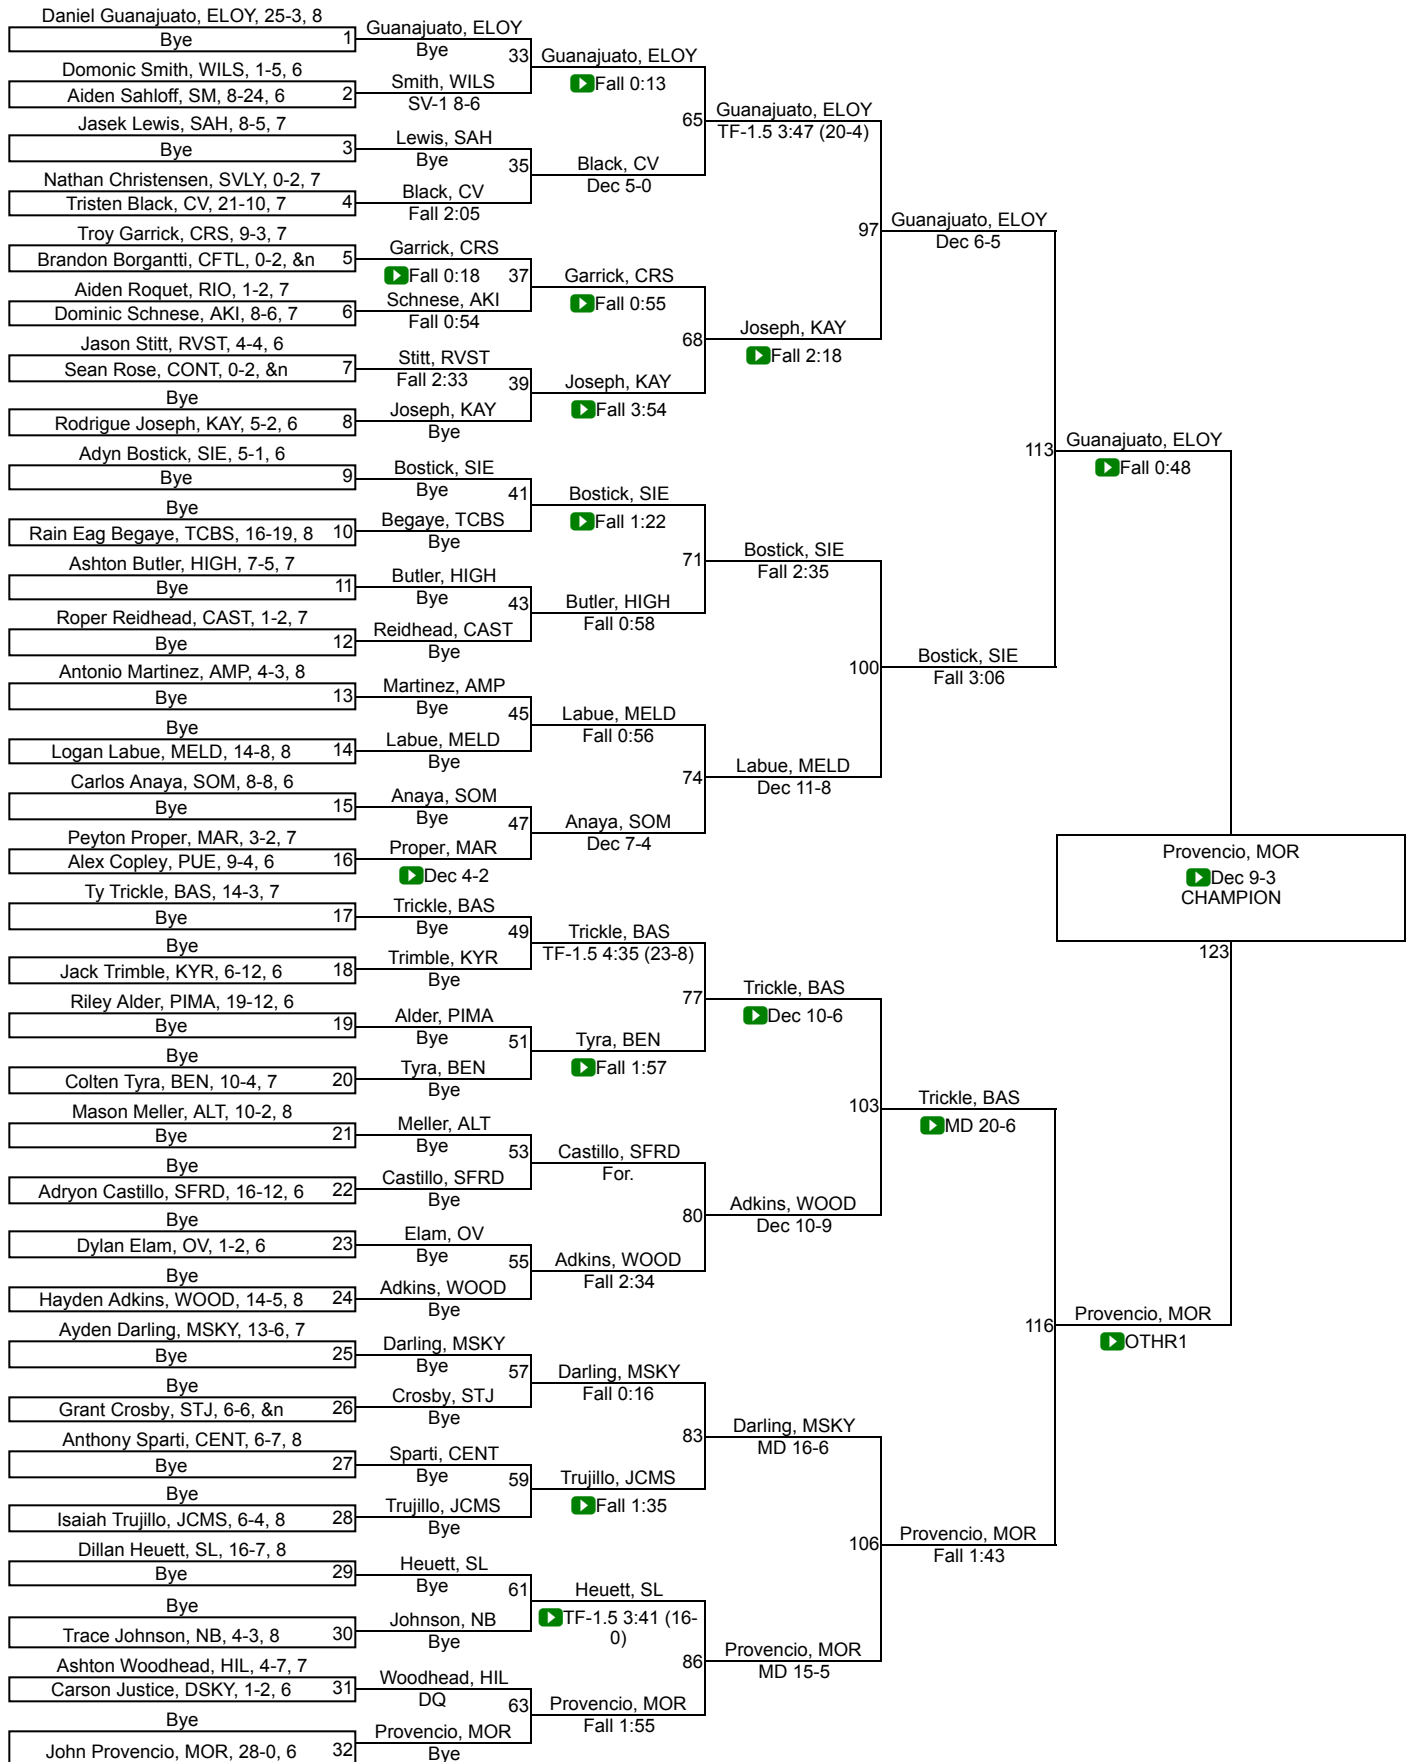 Daniel Guanajuato, ELOY, 25-3, 8
Bye
1
Domonic Smith, WILS, 1-5, 6
Aiden Sahloff, SM, 8-24, 6
2
Jasek Lewis, SAH, 8-5, 7
Bye
3
Nathan Christensen, SVLY, 0-2, 7
Tristen Black, CV, 21-10, 7
4
Troy Garrick, CRS, 9-3, 7
Brandon Borgantti, CFTL, 0-2, &n
5
Aiden Roquet, RIO, 1-2, 7
Dominic Schnese, AKI, 8-6, 7
6
Jason Stitt, RVST, 4-4, 6
Sean Rose, CONT, 0-2, &n
7
Bye
Rodrigue Joseph, KAY, 5-2, 6
8
Adyn Bostick, SIE, 5-1, 6
Bye
9
Bye
Rain Eag Begaye, TCBS, 16-19, 8
10
Ashton Butler, HIGH, 7-5, 7
Bye
11
Roper Reidhead, CAST, 1-2, 7
Bye
12
Antonio Martinez, AMP, 4-3, 8
Bye
13
Bye
Logan Labue, MELD, 14-8, 8
14
Carlos Anaya, SOM, 8-8, 6
Bye
15
Peyton Proper, MAR, 3-2, 7
Alex Copley, PUE, 9-4, 6
16
Ty Trickle, BAS, 14-3, 7
Bye
17
Bye
Jack Trimble, KYR, 6-12, 6
18
Riley Alder, PIMA, 19-12, 6
Bye
19
Bye
Colten Tyra, BEN, 10-4, 7
20
Mason Meller, ALT, 10-2, 8
Bye
21
Bye
Adryon Castillo, SFRD, 16-12, 6
22
Bye
Dylan Elam, OV, 1-2, 6
23
Bye
Hayden Adkins, WOOD, 14-5, 8
24
Ayden Darling, MSKY, 13-6, 7
Bye
25
Bye
Grant Crosby, STJ, 6-6, &n
26
Anthony Sparti, CENT, 6-7, 8
Bye
27
Bye
Isaiah Trujillo, JCMS, 6-4, 8
28
Dillan Heuett, SL, 16-7, 8
Bye
29
Bye
Trace Johnson, NB, 4-3, 8
30
Ashton Woodhead, HIL, 4-7, 7
Carson Justice, DSKY, 1-2, 6
31
Bye
John Provencio, MOR, 28-0, 6
32
Guanajuato, ELOY
Bye
33
Smith, WILS
SV-1 8-6
Lewis, SAH
Bye
35
Black, CV
Fall 2:05
Garrick, CRS
Fall 0:18
37
Schnese, AKI
Fall 0:54
Stitt, RVST
Fall 2:33
39
Joseph, KAY
Bye
Bostick, SIE
Bye
41
Begaye, TCBS
Bye
Butler, HIGH
Bye
43
Reidhead, CAST
Bye
Martinez, AMP
Bye
45
Labue, MELD
Bye
Anaya, SOM
Bye
47
Proper, MAR
Dec 4-2
Trickle, BAS
Bye
49
Trimble, KYR
Bye
Alder, PIMA
Bye
51
Tyra, BEN
Bye
Meller, ALT
Bye
53
Castillo, SFRD
Bye
Elam, OV
Bye
55
Adkins, WOOD
Bye
Darling, MSKY
Bye
57
Crosby, STJ
Bye
Sparti, CENT
Bye
59
Trujillo, JCMS
Bye
Heuett, SL
Bye
61
Johnson, NB
Bye
Woodhead, HIL
DQ
63
Provencio, MOR
Bye
Guanajuato, ELOY
Fall 0:13
65
Black, CV
Dec 5-0
Garrick, CRS
Fall 0:55
68
Joseph, KAY
Fall 3:54
Bostick, SIE
Fall 1:22
71
Butler, HIGH
Fall 0:58
Labue, MELD
Fall 0:56
74
Anaya, SOM
Dec 7-4
Trickle, BAS
TF-1.5 4:35 (23-8)
77
Tyra, BEN
Fall 1:57
Castillo, SFRD
For.
80
Adkins, WOOD
Fall 2:34
Darling, MSKY
Fall 0:16
83
Trujillo, JCMS
Fall 1:35
Heuett, SL
TF-1.5 3:41 (16-
0)
86
Provencio, MOR
Fall 1:55
Guanajuato, ELOY
TF-1.5 3:47 (20-4)
97
Joseph, KAY
Fall 2:18
Bostick, SIE
Fall 2:35
100
Labue, MELD
Dec 11-8
Trickle, BAS
Dec 10-6
103
Adkins, WOOD
Dec 10-9
Darling, MSKY
MD 16-6
106
Provencio, MOR
MD 15-5
Guanajuato, ELOY
Dec 6-5
113
Bostick, SIE
Fall 3:06
Trickle, BAS
MD 20-6
116
Provencio, MOR
Fall 1:43
Guanajuato, ELOY
Fall 0:48
Provencio, MOR
OTHR1
Provencio, MOR
Dec 9-3
CHAMPION
123